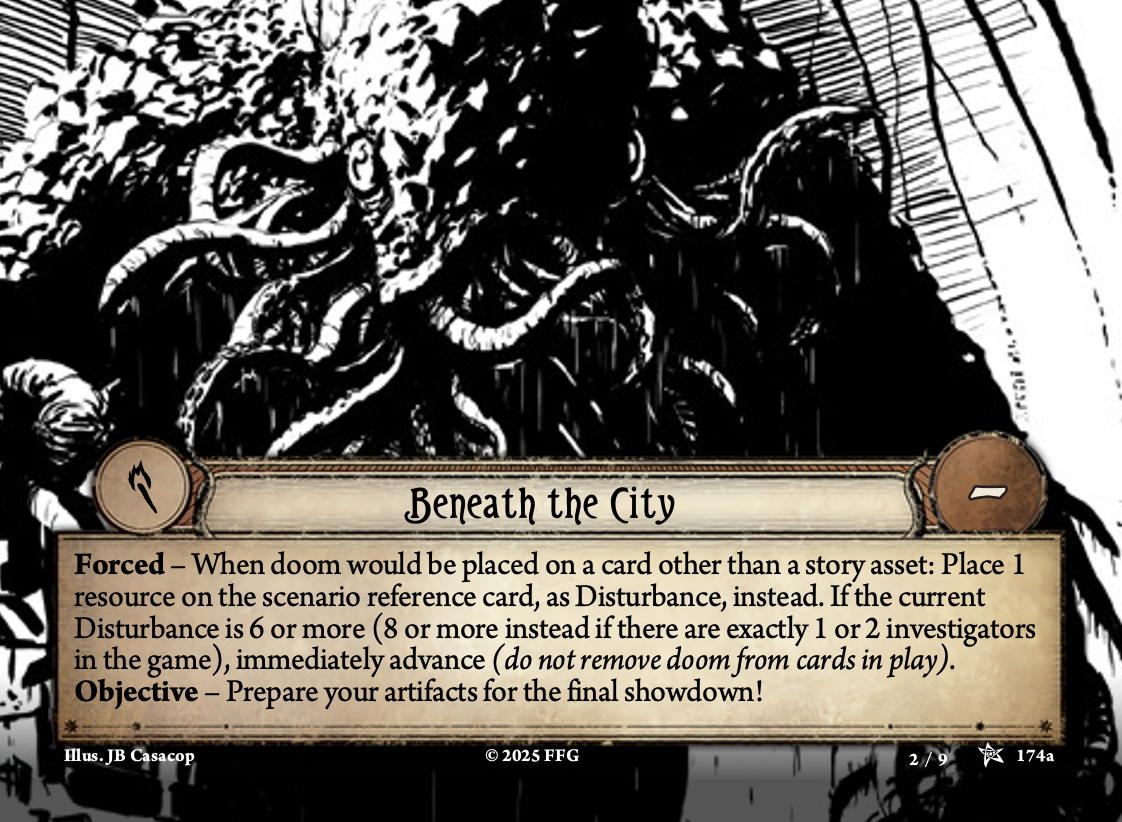 Beneath the City
–
Forced – When doom would be placed on a card other than a story asset: Place 1
resource on the scenario reference card, as Disturbance, instead. If the current
Disturbance is 6 or more (8 or more instead if there are exactly 1 or 2 investigators
in the game), immediately advance (do not remove doom from cards in play).
Objective – Prepare your artifacts for the final showdown!
Illus. JB Casacop
© 2025 FFG
2 / 9
174a